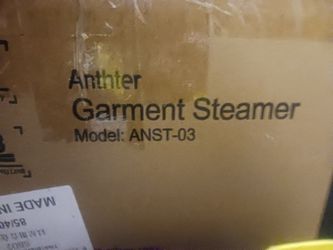 Anthter
Garment Steamer
Model: ANST-03
MADE IN